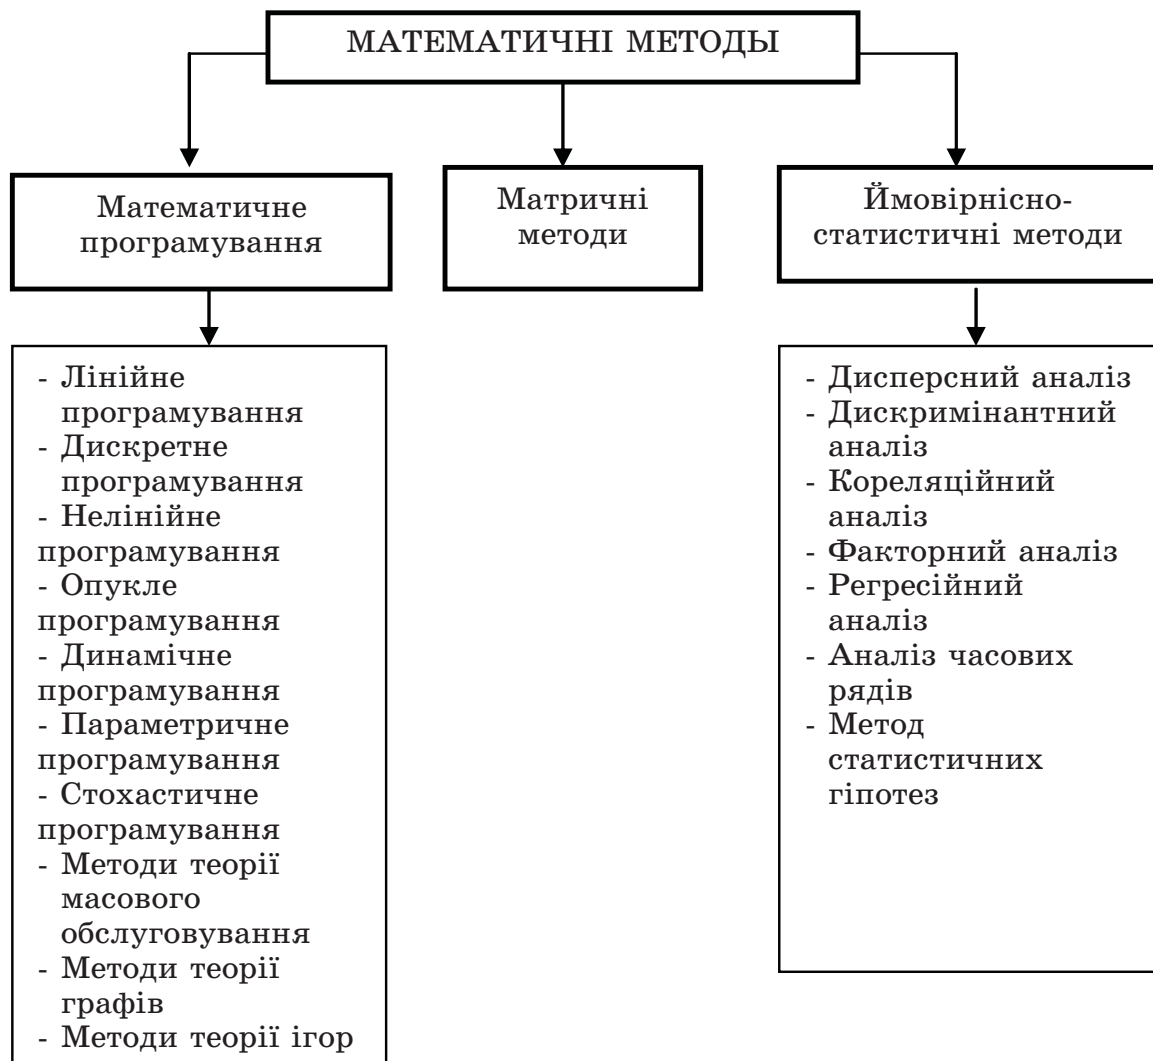 МАТЕМАТИЧНІ МЕТОДЫ
Математичне
програмування
Матричні
методи
Ймовірнісно-
статистичні методи
- Лінійне
програмування
- Дискретне
програмування
- Нелінійне
програмування
- Опукле
програмування
- Динамічне
програмування
- Параметричне
програмування
- Стохастичне
програмування
- Методи теорії
масового
обслуговування
- Методи теорії
графів
- Методи теорії ігор
- Дисперсний аналіз
- Дискримінантний
аналіз
- Кореляційний
аналіз
- Факторний аналіз
- Регресійний
аналіз
- Аналіз часових
рядів
- Метод
статистичних
гіпотез